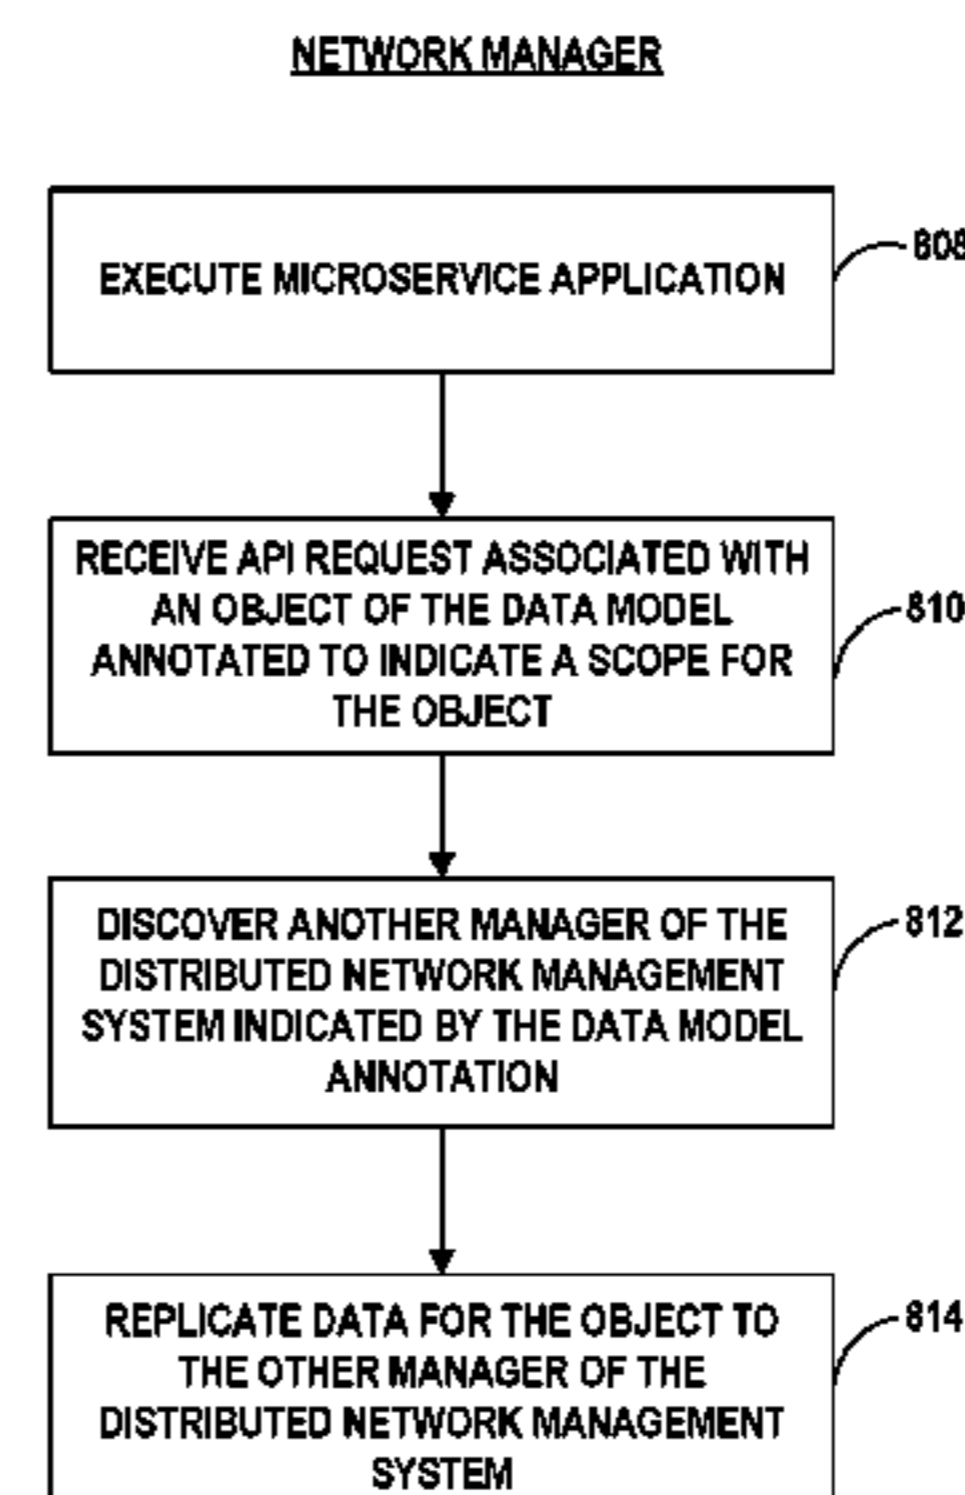 NETWORK MANAGER
EXECUTE MICROSERVICE APPLICATION
808
RECEIVE API REQUEST ASSOCIATED WITH
AN OBJECT OF THE DATA MODEL
ANNOTATED TO INDICATE A SCOPE FOR
THE OBJECT
810
DISCOVER ANOTHER MANAGER OF THE
DISTRIBUTED NETWORK MANAGEMENT
SYSTEM INDICATED BY THE DATA MODEL
ANNOTATION
812
REPLICATE DATA FOR THE OBJECT TO
THE OTHER MANAGER OF THE
DISTRIBUTED NETWORK MANAGEMENT
SYSTEM
814